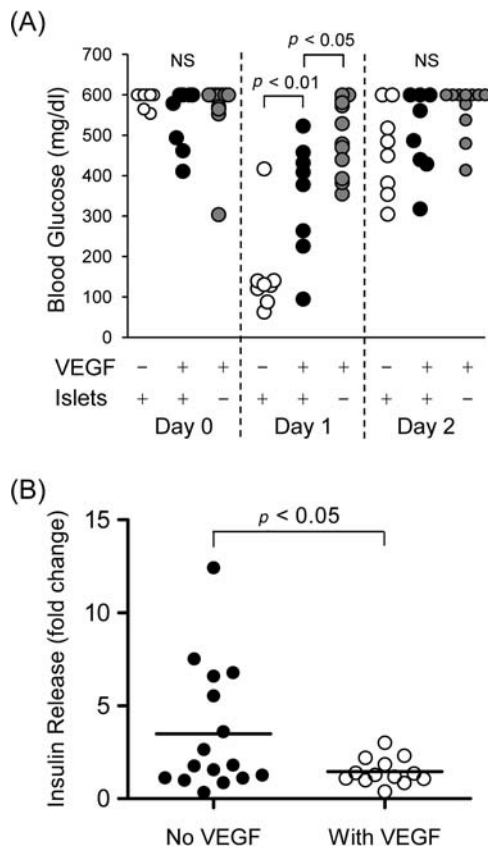 (A)
Blood Glucose (mg/dl)
700
600
500
400
300
200
100
0
NS
p < 0.01
p < 0.05
NS
VEGF − + + − + + − + +
Islets + + − + + − + + −
Day 0 Day 1 Day 2
(B)
Insulin Release (fold change)
15
10
5
0
p < 0.05
No VEGF With VEGF